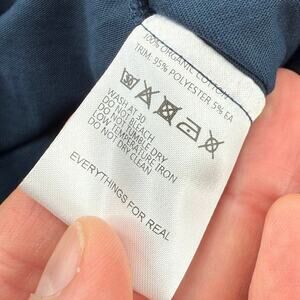 100% ORGANIC COTTON
TRIM: 95% POLYESTER 5% EA
WASH AT 30
DO NOT BLEACH
DO NOT TUMBLE DRY
LOW TEMPERATURE IRON
DO NOT DRY CLEAN
EVERYTHINGS FOR REAL